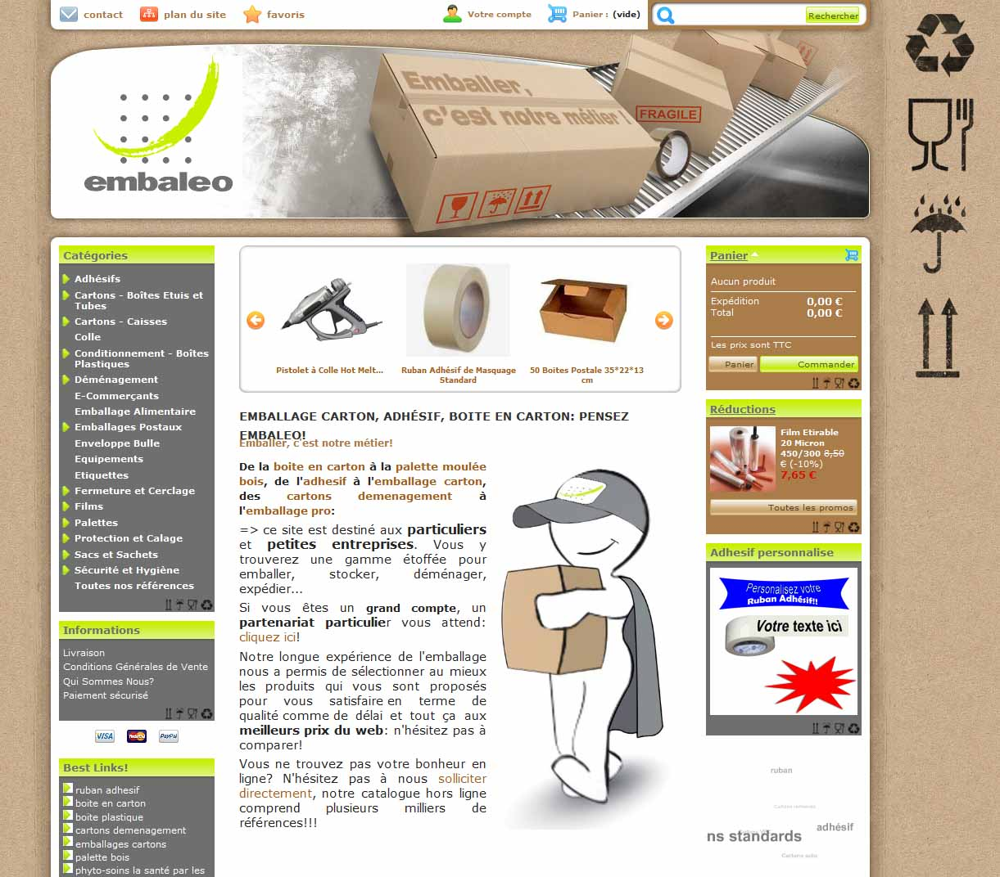 contact
plan du site
favoris
Votre compte
Panier : (vide)
Rechercher
embaleo
Emballer,
c'est notre métier !
FRAGILE
Catégories
Adhésifs
Cartons - Boîtes Etuis et
Tubes
Cartons - Caisses
Colle
Conditionnement - Boîtes
Plastiques
Déménagement
E-Commerçants
Emballage Alimentaire
Emballages Postaux
Enveloppe Bulle
Equipements
Etiquettes
Fermeture et Cerclage
Films
Palettes
Protection et Calage
Sacs et Sachets
Sécurité et Hygiène
Toutes nos références
Informations
Livraison
Conditions Générales de Vente
Qui Sommes Nous?
Paiement sécurisé
VISA
PayPal
Best Links!
ruban adhesif
boite en carton
boite plastique
cartons demenagement
emballages cartons
palette bois
phyto-soins la santé par les
Pistolet à Colle Hot Melt...
Ruban Adhésif de Masquage
Standard
50 Boites Postale 35*22*13
cm
EMBALLAGE CARTON, ADHÉSIF, BOITE EN CARTON: PENSEZ
EMBALEO!
Emballer, c'est notre métier!
De la boite en carton à la palette moulée
bois, de l'adhesif à l'emballage carton,
des cartons demenagement à
l'emballage pro:
=> ce site est destiné aux particuliers
et petites entreprises. Vous y
trouverez une gamme étoffée pour
emballer, stocker, déménager,
expédier...
Si vous êtes un grand compte, un
partenariat particulier vous attend:
cliquez ici!
Notre longue expérience de l'emballage
nous a permis de sélectionner au mieux
les produits qui vous sont proposés
pour vous satisfaire en terme de
qualité comme de délai et tout ça aux
meilleurs prix du web: n'hésitez pas à
comparer!
Vous ne trouvez pas votre bonheur en
ligne? N'hésitez pas à nous solliciter
directement, notre catalogue hors ligne
comprend plusieurs milliers de
références!!!
Panier
Aucun produit
Expédition 0,00 €
Total 0,00 €
Les prix sont TTC
Panier
Commander
Réductions
Film Etirable
20 Micron
450/300 8,50
€ (-10%)
7,65 €
Toutes les promos
Adhesif personnalise
Personalisez votre
Ruban Adhésif!!
Votre texte ici
ruban
adhésif
ns standards